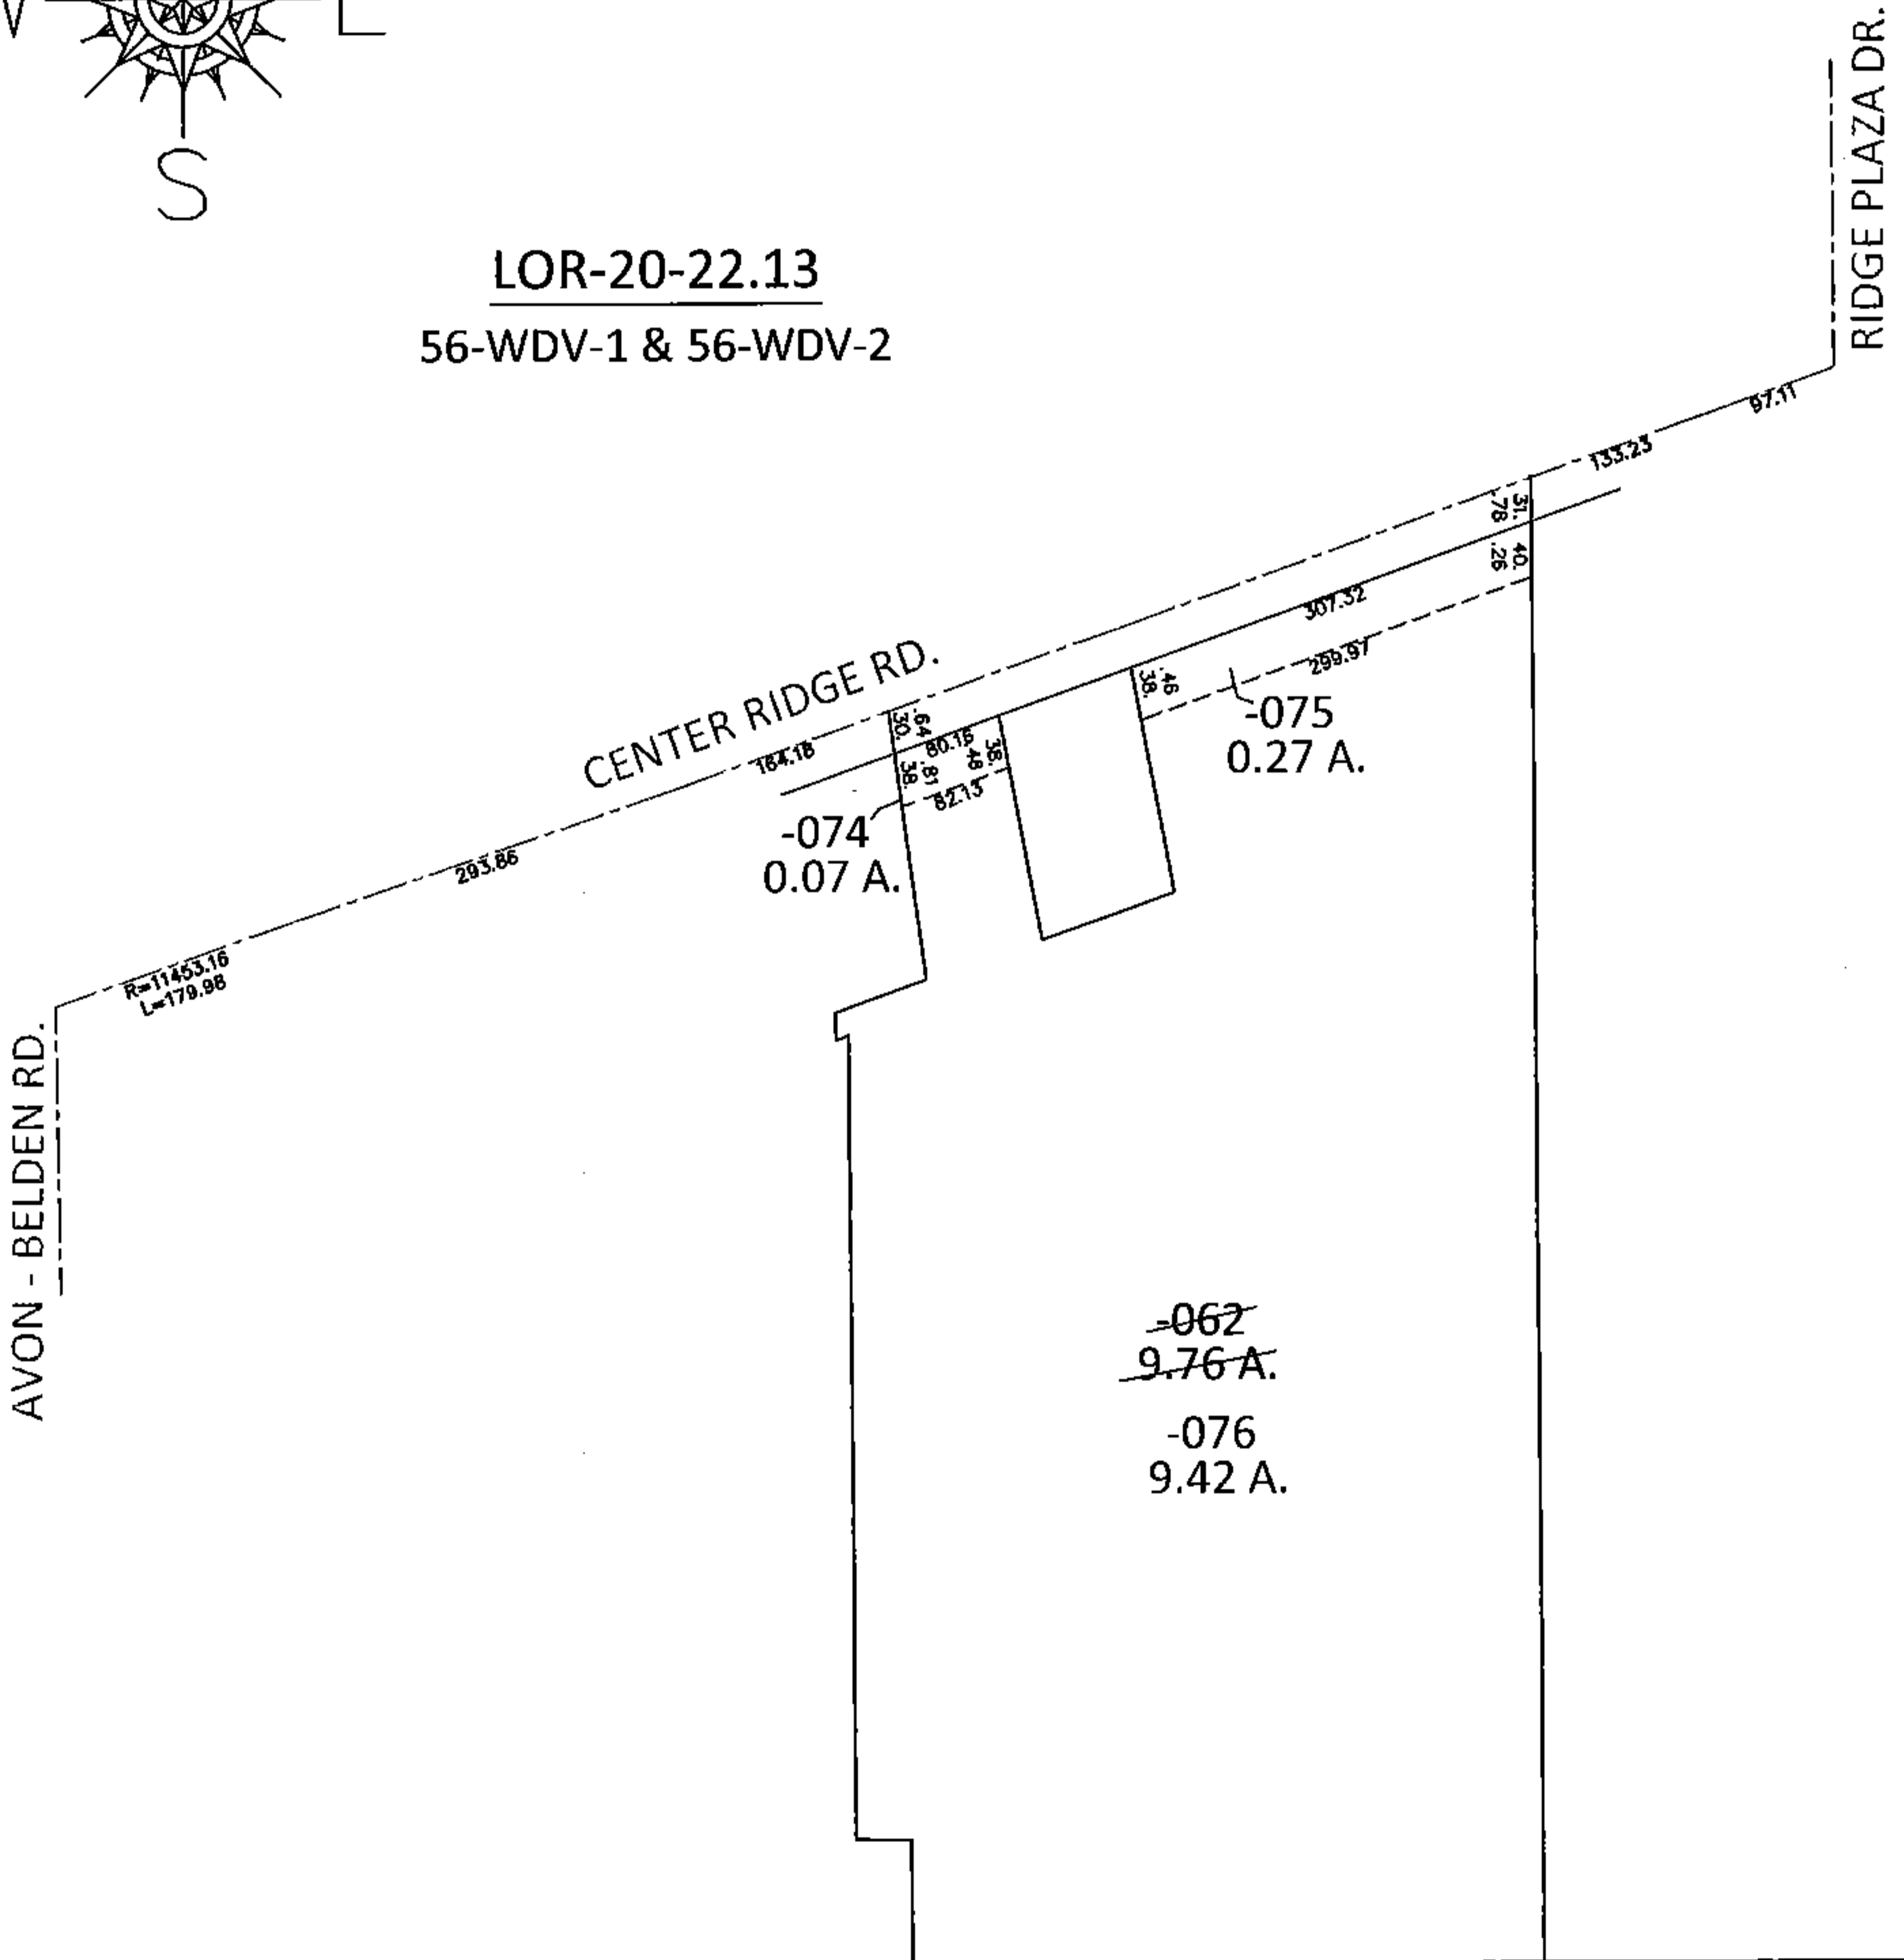 S
LOR-20-22.13
56-WDV-1 & 56-WDV-2
RIDGE PLAZA DR.
97.11
133.23
31.
.78
40.
.26
307.32
299.97
CENTER RIDGE RD.
164.18
30.
.64
80.16
38.
.81
38.
.48
82.13
38.
.46
-075
0.27 A.
-074
0.07 A.
293.86
R=11453.16
L=179.98
AVON - BELDEN RD.
-062
9.76 A.
-076
9.42 A.